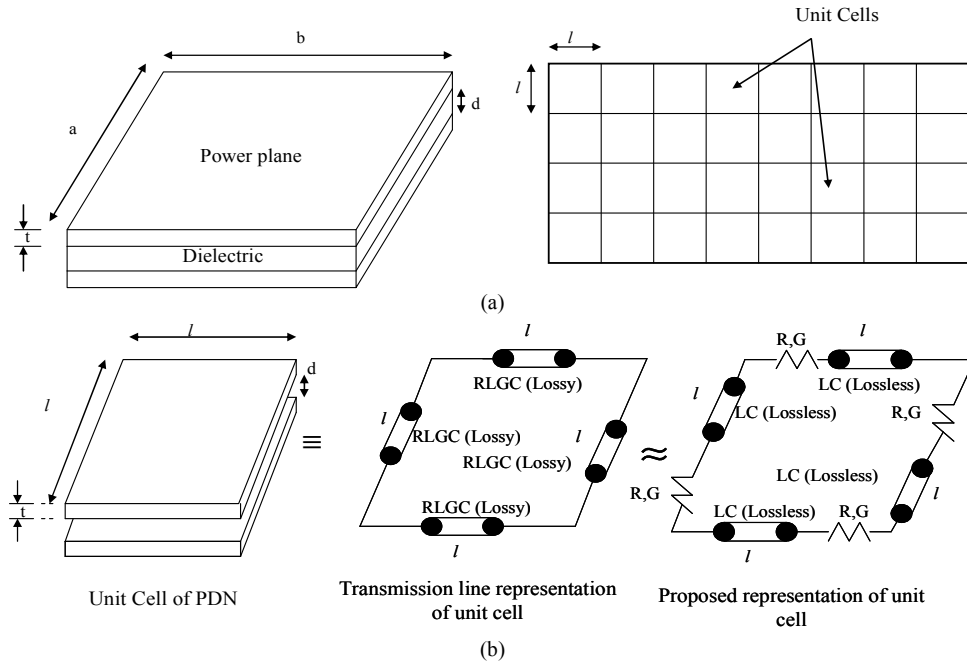 b
a
d
Power plane
t
Dielectric
Unit Cells
l
l
(a)
l
l
d
t
≡
Unit Cell of PDN
l
RLGC (Lossy)
l
RLGC (Lossy)
l
RLGC (Lossy)
RLGC (Lossy)
l
Transmission line representation
of unit cell
≈
R,G
l
LC (Lossless)
l
LC (Lossless)
R,G
LC (Lossless)
l
R,G
LC (Lossless)
l
R,G
Proposed representation of unit
cell
(b)